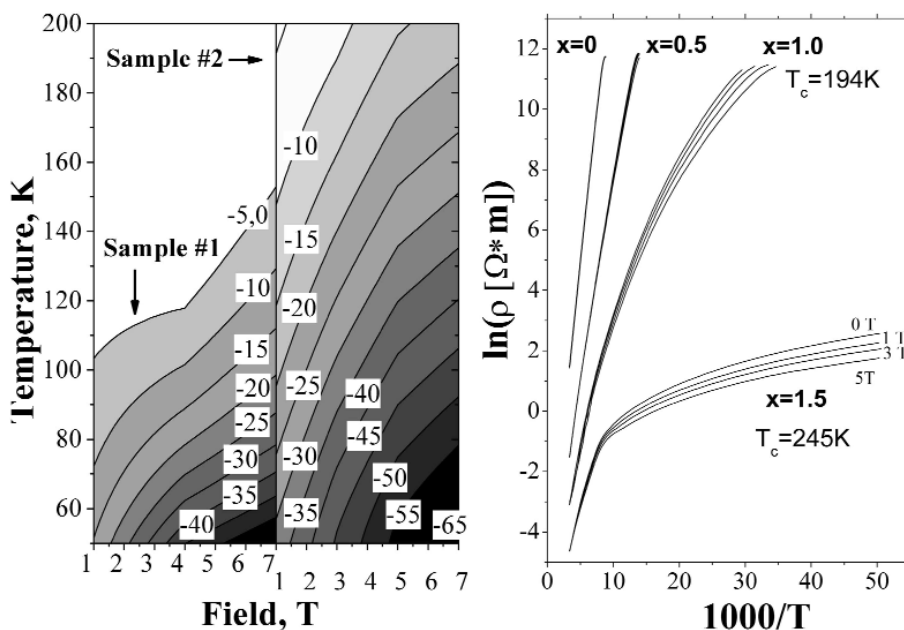 200
180
160
140
120
100
80
60
Temperature, K
Sample #2
Sample #1
-5,0
-10
-15
-20
-25
-30
-35
-40
-10
-15
-20
-25
-30
-35
-40
-45
-50
-55
-65
1 2 3 4 5 6 7
1 2 3 4 5 6 7
Field, T
12
10
8
6
4
2
0
-2
-4
ln(ρ [Ω*m])
x=0
x=0.5
x=1.0
T_c=194K
0 T
1 T
3 T
5T
x=1.5
T_c=245K
0 10 20 30 40 50
1000/T